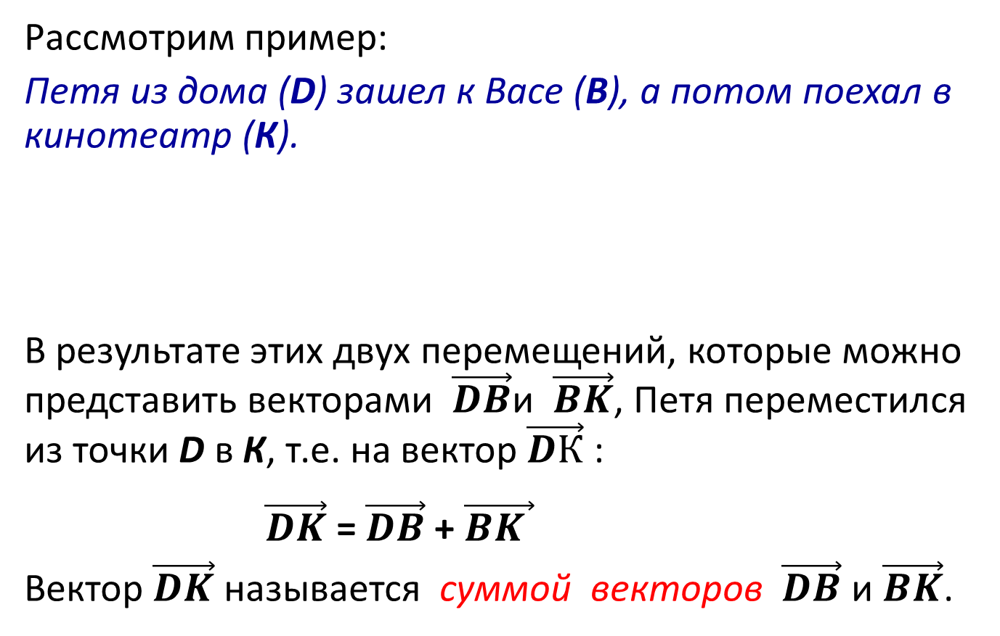 Рассмотрим пример:
Петя из дома (D) зашел к Васе (В), а потом поехал в
кинотеатр (К).
В результате этих двух перемещений, которые можно
представить векторами DB и BK, Петя переместился
из точки D в К, т.е. на вектор DК :
DK = DB + BK
Вектор DK называется суммой векторов DB и BK.